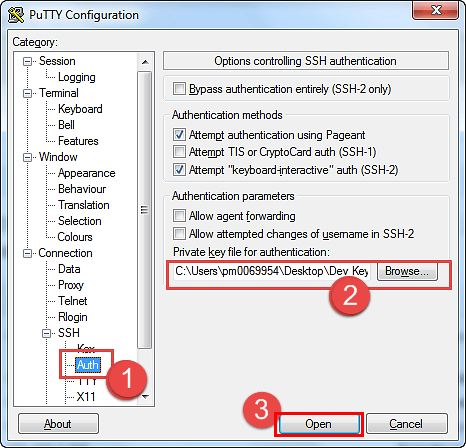 PuTTY Configuration
Category:
Session
Logging
Terminal
Keyboard
Bell
Features
Window
Appearance
Behaviour
Translation
Selection
Colours
Connection
Data
Proxy
Telnet
Rlogin
SSH
Kex
Auth
TTY
X11
1
Options controlling SSH authentication
Bypass authentication entirely (SSH-2 only)
Authentication methods
Attempt authentication using Pageant
Attempt TIS or CryptoCard auth (SSH-1)
Attempt "keyboard-interactive" auth (SSH-2)
Authentication parameters
Allow agent forwarding
Allow attempted changes of username in SSH-2
Private key file for authentication:
C:\Users\pm0069954\Desktop\Dev Key Browse...
2
3
About Open Cancel